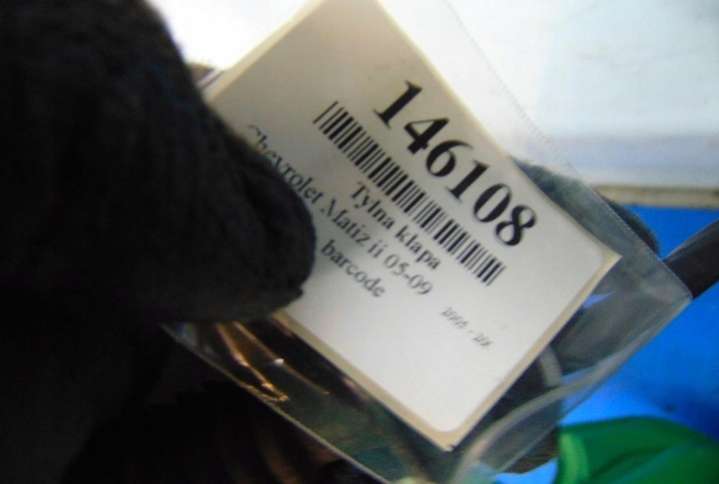 146108
Tylna klapa
Chevrolet Matiz ii 05-09
barcode